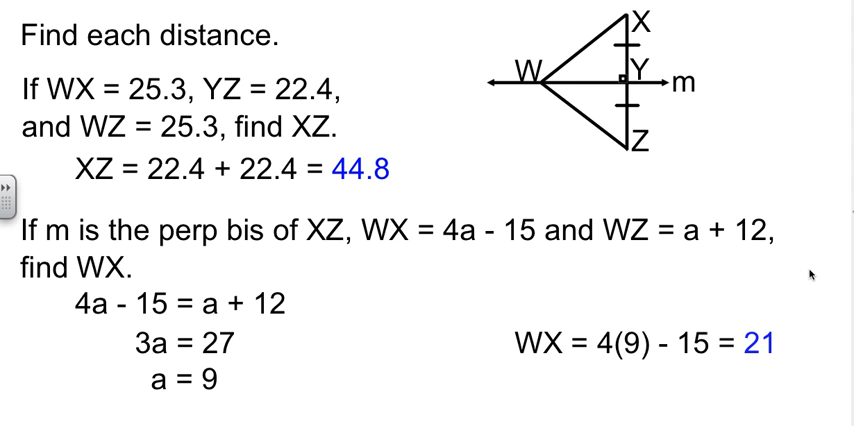 Find each distance.
If WX = 25.3, YZ = 22.4,
and WZ = 25.3, find XZ.
XZ = 22.4 + 22.4 = 44.8
X
W
Y
m
Z
If m is the perp bis of XZ, WX = 4a - 15 and WZ = a + 12,
find WX.
4a - 15 = a + 12
3a = 27
WX = 4(9) - 15 = 21
a = 9